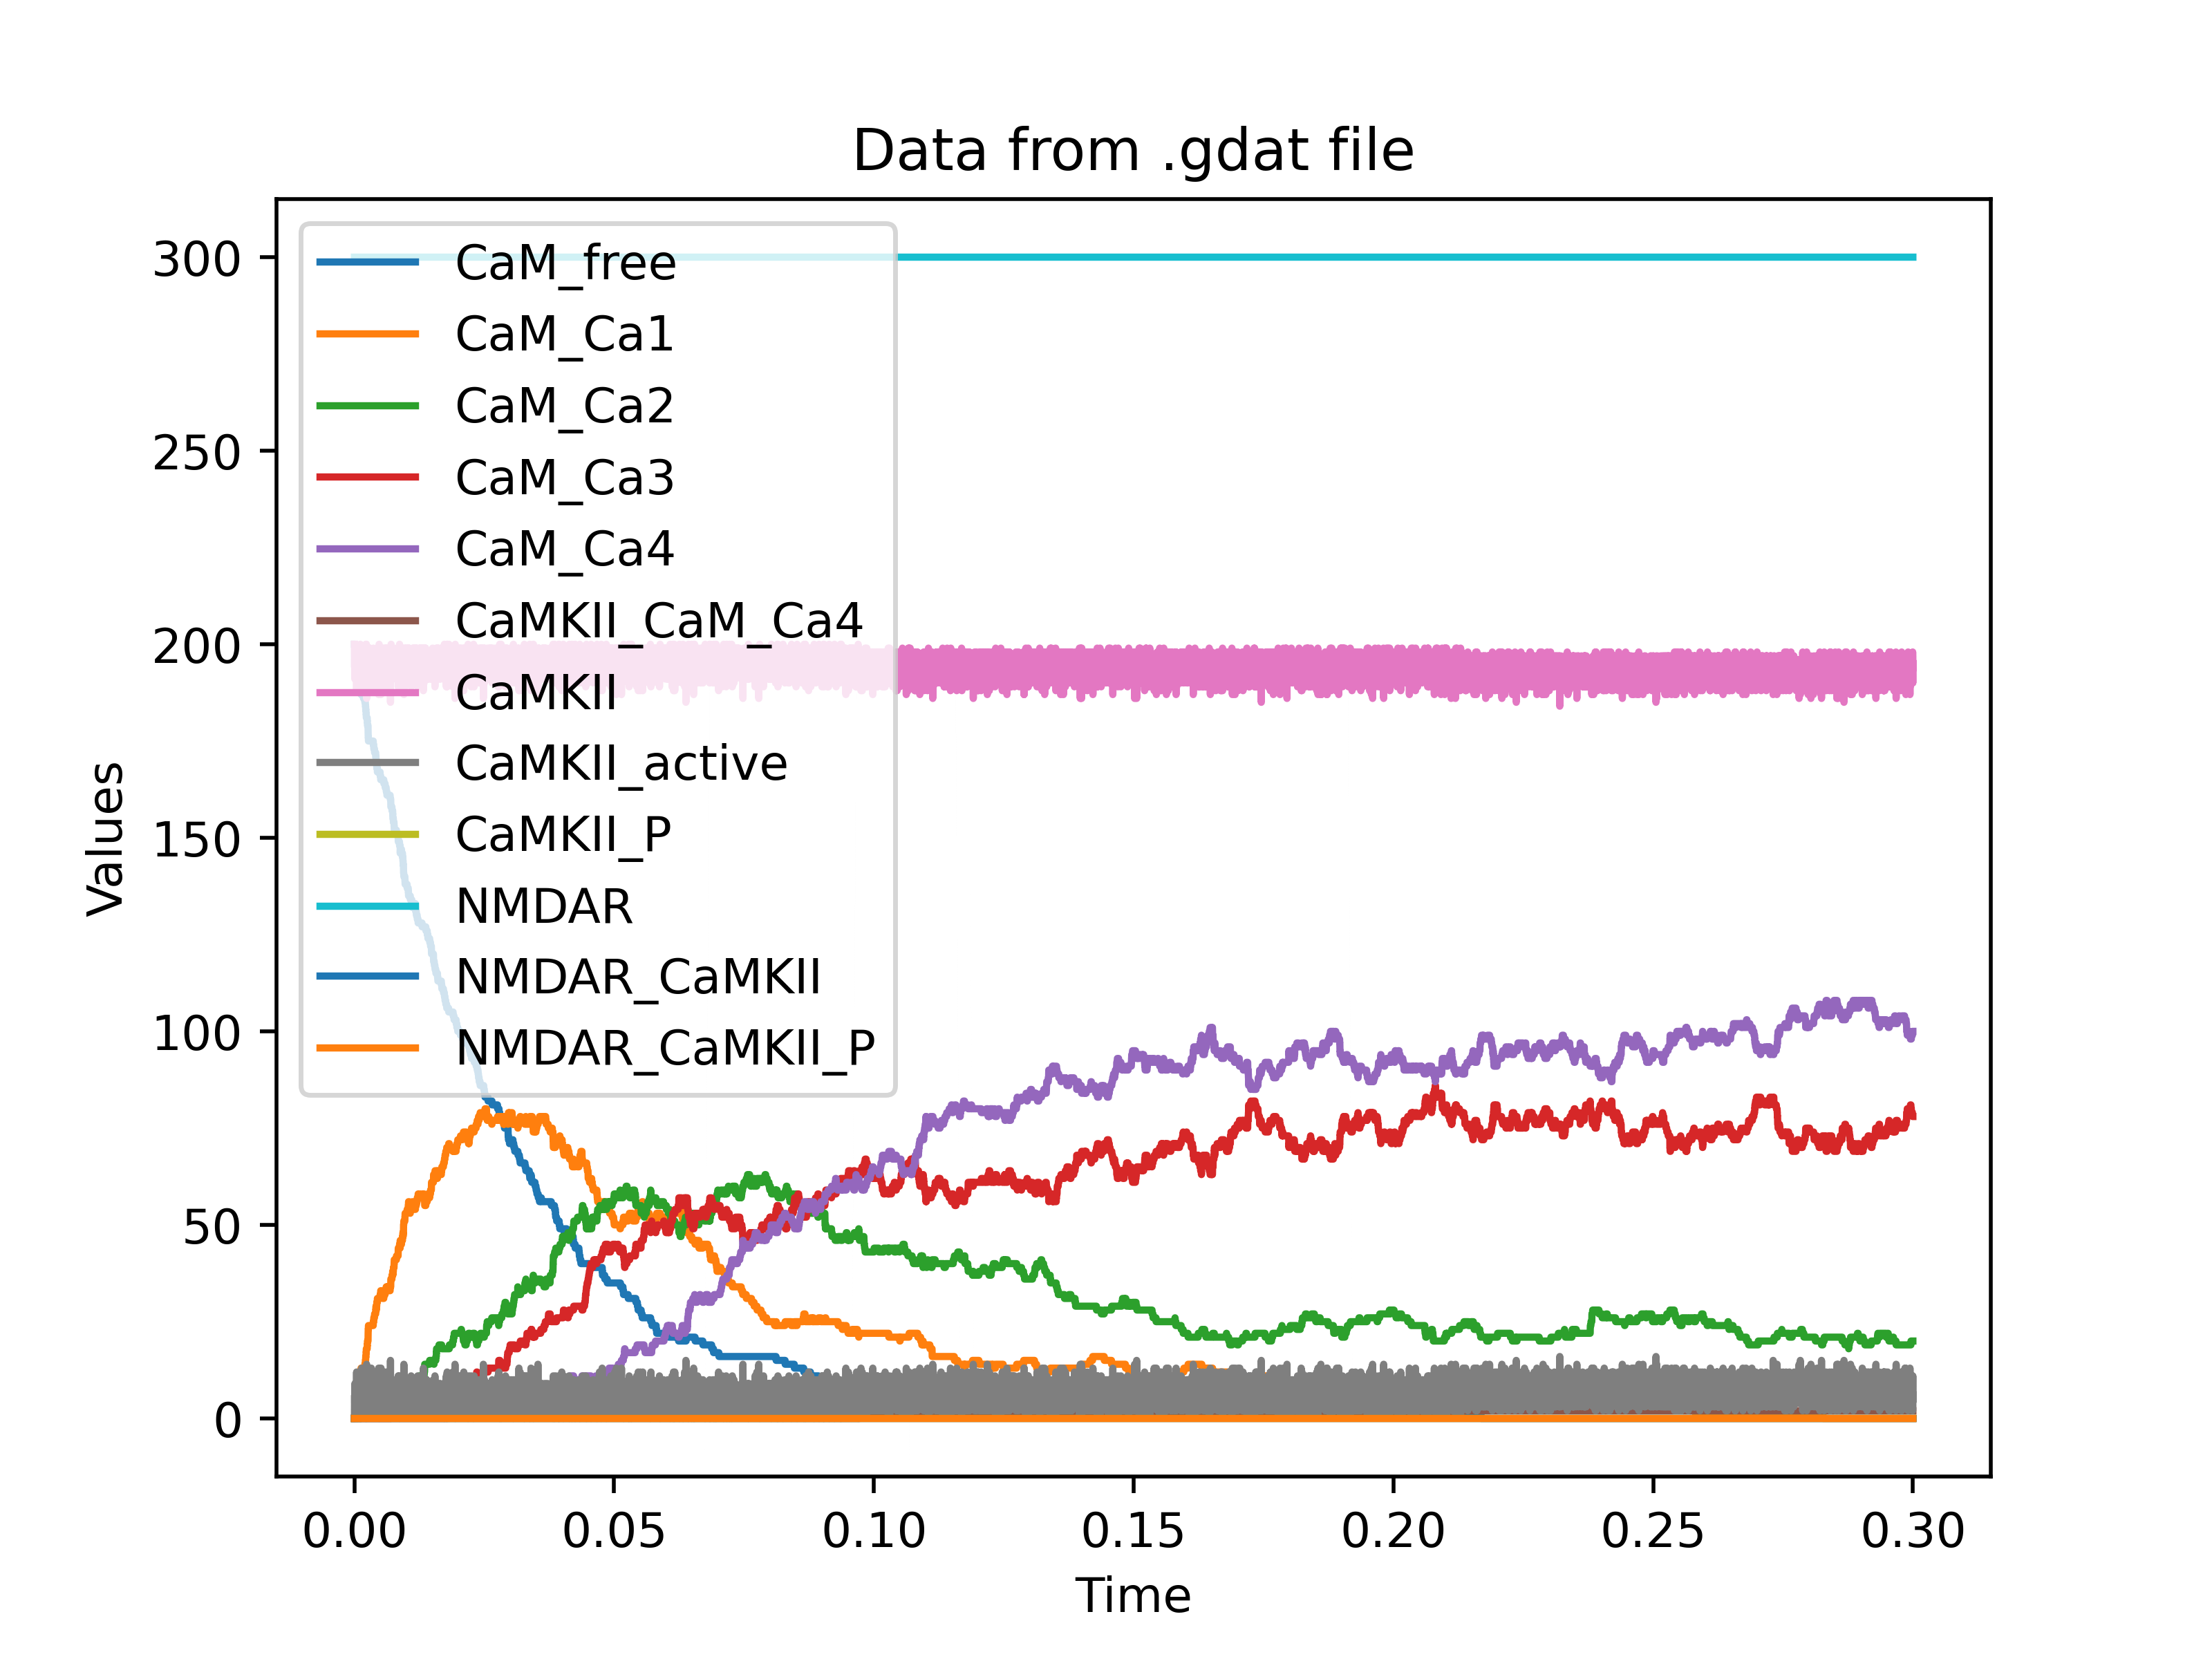 Data from .gdat file
300
250
200
150
100
50
0
Values
CaM_free
CaM_Ca1
CaM_Ca2
CaM_Ca3
CaM_Ca4
CaMKII_CaM_Ca4
CaMKII
CaMKII_active
CaMKII_P
NMDAR
NMDAR_CaMKII
NMDAR_CaMKII_P
0.00 0.05 0.10 0.15 0.20 0.25 0.30
Time